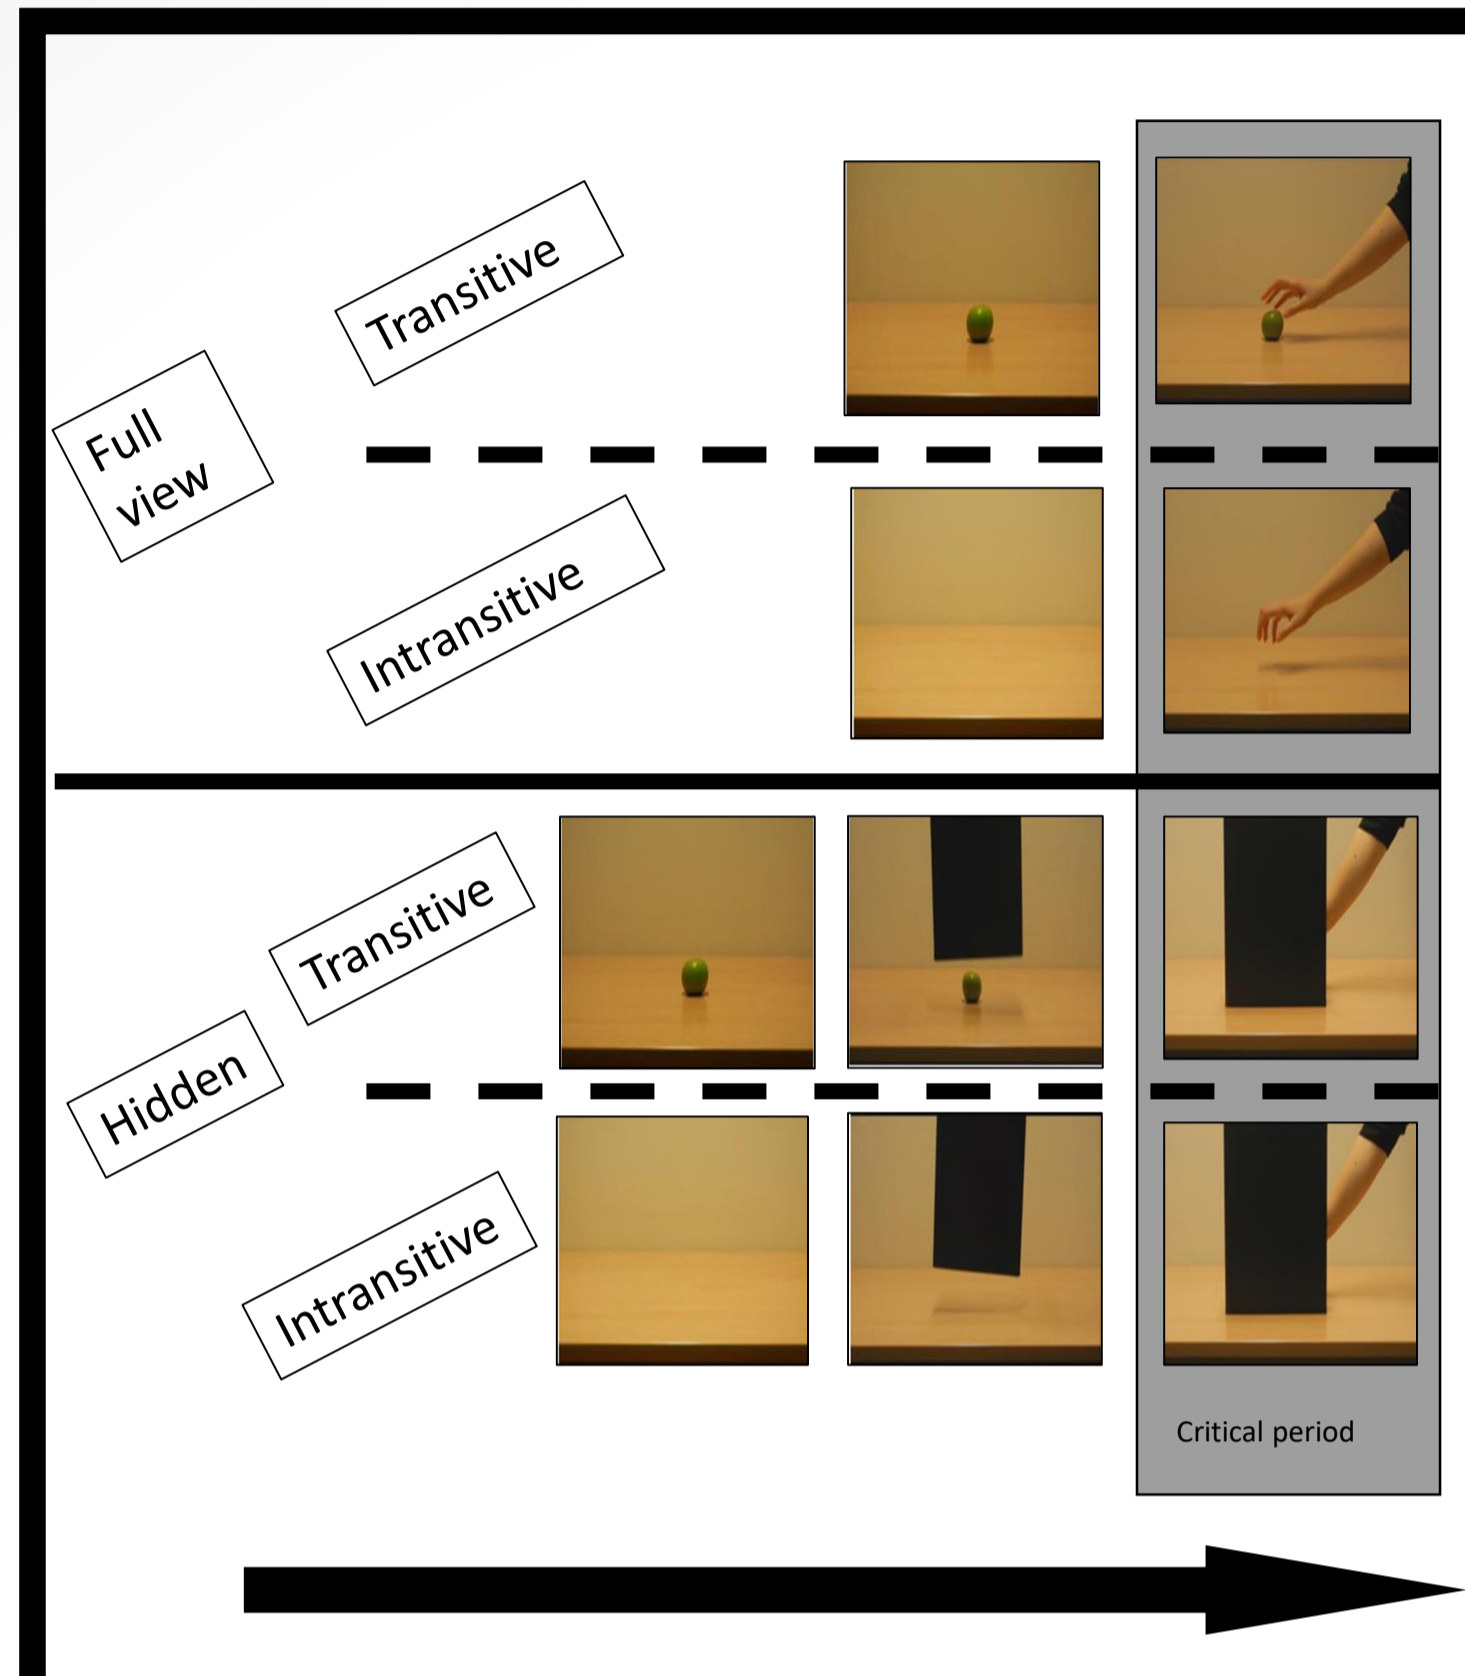 Transitive
Full
view
Intransitive
Transitive
Hidden
Intransitive
Critical period